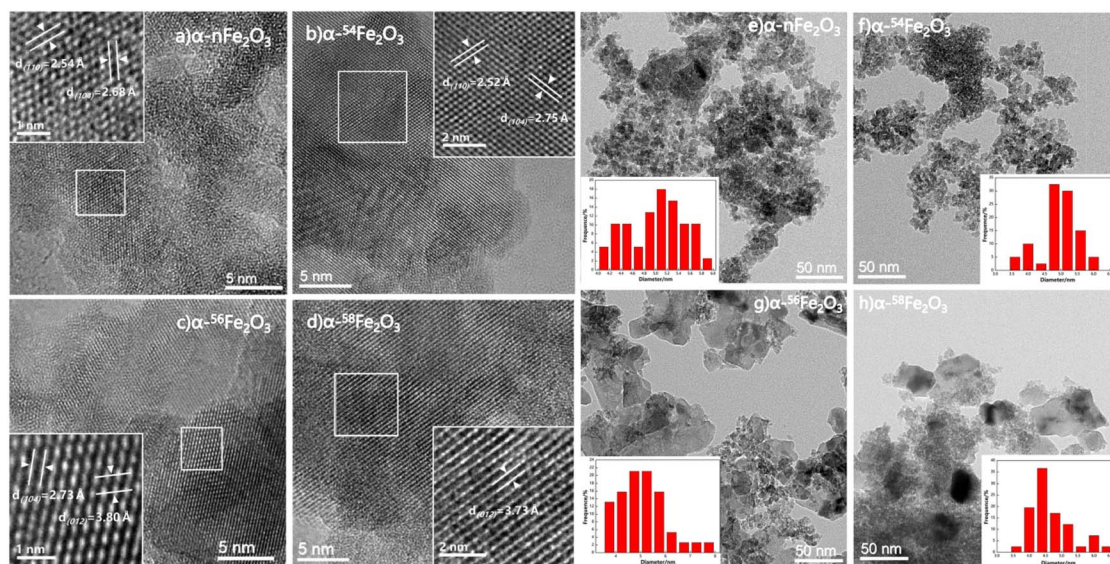 a)α-nFe₂O₃
d₍₁₁₀₎=2.54 Å
d₍₁₀₄₎=2.68 Å
1 nm
5 nm
b)α-⁵⁴Fe₂O₃
d₍₁₁₀₎=2.52Å
d₍₁₀₄₎=2.75 Å
2 nm
5 nm
c)α-⁵⁶Fe₂O₃
d₍₁₀₄₎=2.73 Å
d₍₀₁₂₎=3.80 Å
1 nm
5 nm
d)α-⁵⁸Fe₂O₃
d₍₀₁₂₎=3.73 Å
2 nm
5 nm
e)α-nFe₂O₃
Frequency/%
Diameter/nm
50 nm
f)α-⁵⁴Fe₂O₃
Frequency/%
Diameter/nm
50 nm
g)α-⁵⁶Fe₂O₃
Frequency/%
Diameter/nm
50 nm
h)α-⁵⁸Fe₂O₃
Frequency/%
Diameter/nm
50 nm